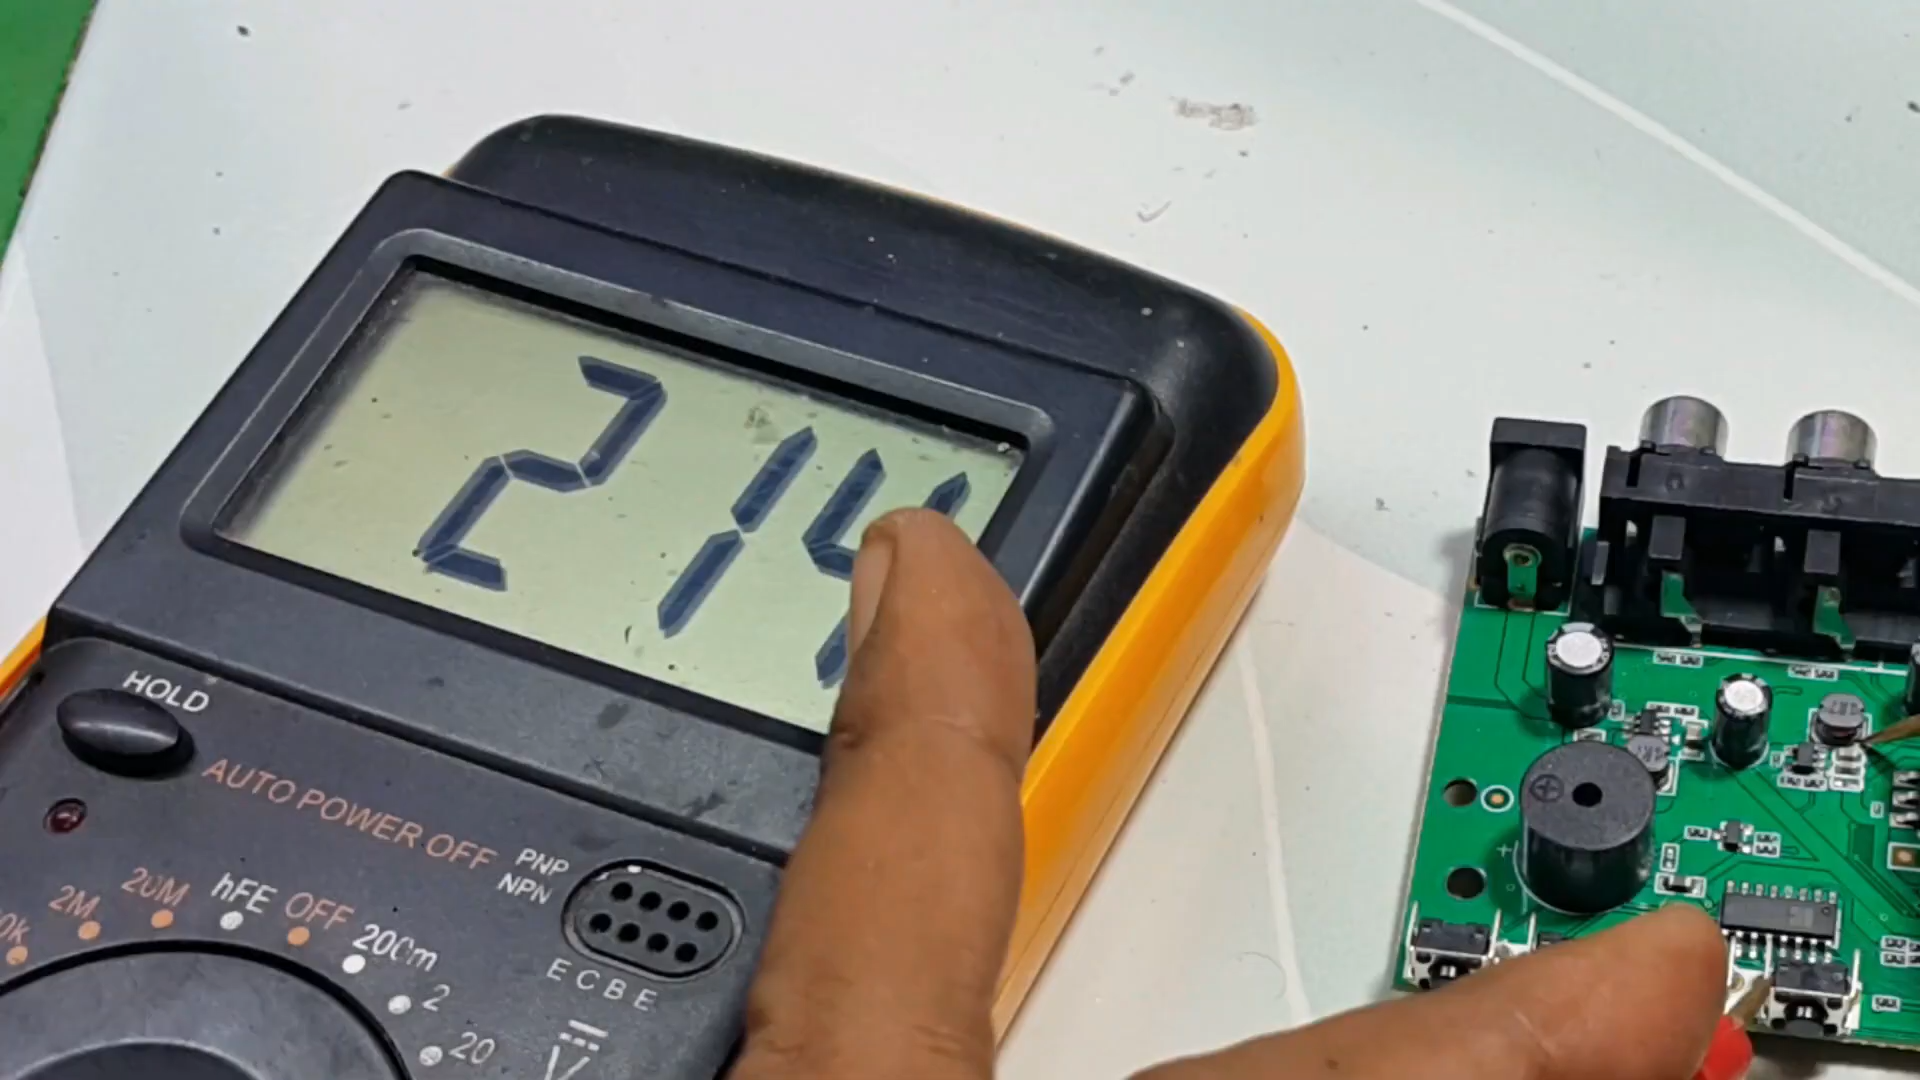 214
HOLD
AUTO POWER OFF
PNP
NPN
E C B E
2M
20M
hFE
OFF
200m
2
20
V